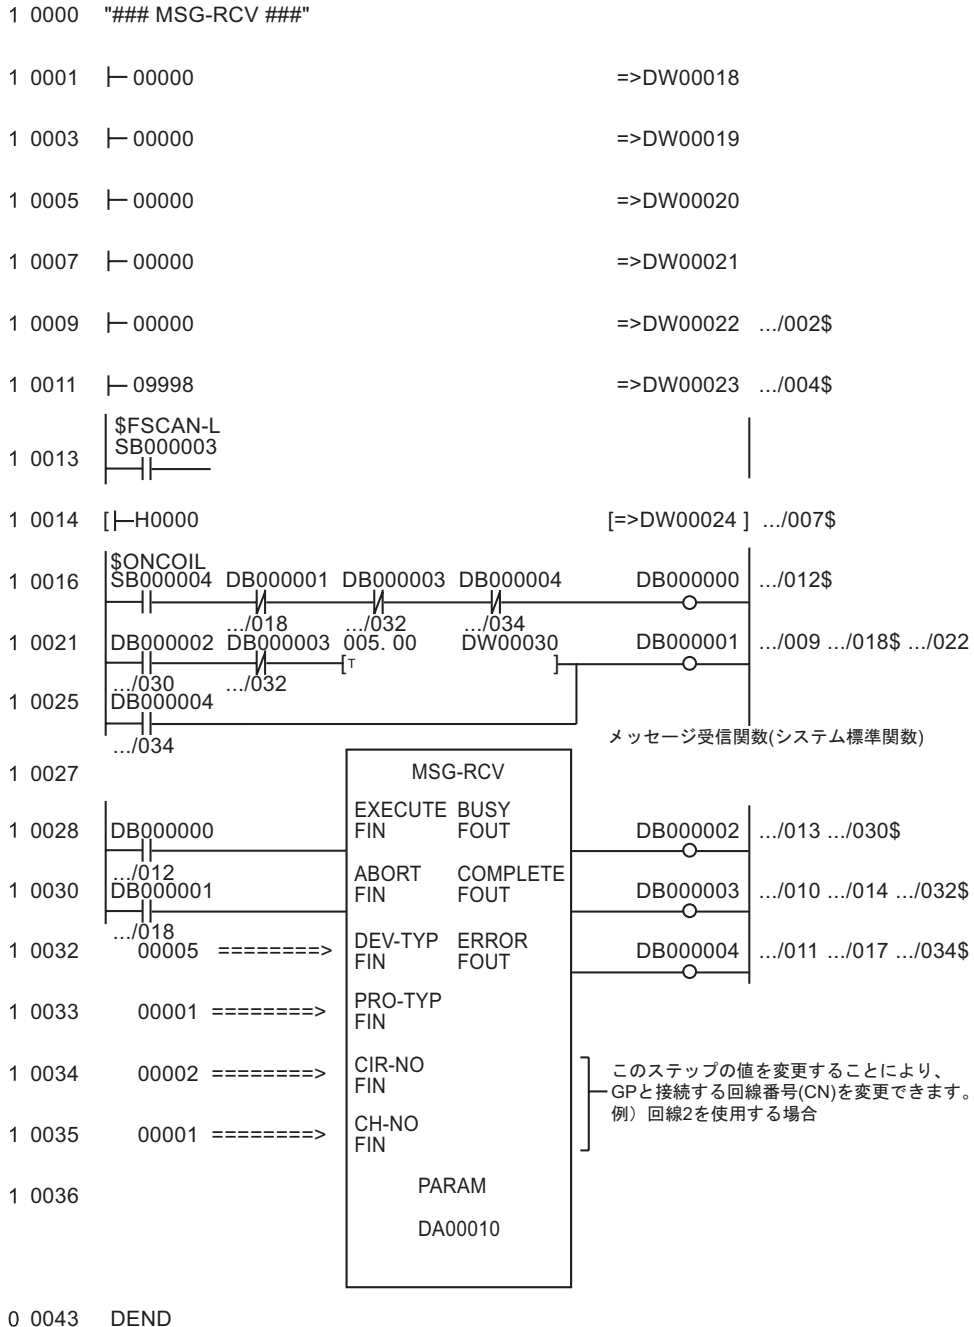 1 0000 "### MSG-RCV ###"
1 0001 00000 =>DW00018
1 0003 00000 =>DW00019
1 0005 00000 =>DW00020
1 0007 00000 =>DW00021
1 0009 00000 =>DW00022 .../002$
1 0011 09998 =>DW00023 .../004$
$FSCAN-L
SB000003
1 0013
1 0014 [ H0000 [=>DW00024 ] .../007$
$ONCOIL
1 0016 SB000004 DB000001 DB000003 DB000004 DB000000 .../012$
.../018 .../032 .../034
1 0021 DB000002 DB000003 005. 00 DW00030 DB000001 .../009 .../018$ .../022
[T ]
.../030 .../032
1 0025 DB000004
.../034
メッセージ受信関数(システム標準関数)
1 0027 MSG-RCV
EXECUTE BUSY
1 0028 DB000000 FIN FOUT DB000002 .../013 .../030$
.../012
ABORT COMPLETE
1 0030 DB000001 FIN FOUT DB000003 .../010 .../014 .../032$
.../018
DEV-TYP ERROR
1 0032 00005 ========> FIN FOUT DB000004 .../011 .../017 .../034$
PRO-TYP
1 0033 00001 ========> FIN
CIR-NO
1 0034 00002 ========> FIN
このステップの値を変更することにより、
GPと接続する回線番号(CN)を変更できます。
例）回線2を使用する場合
CH-NO
1 0035 00001 ========> FIN
PARAM
1 0036
DA00010
0 0043 DEND